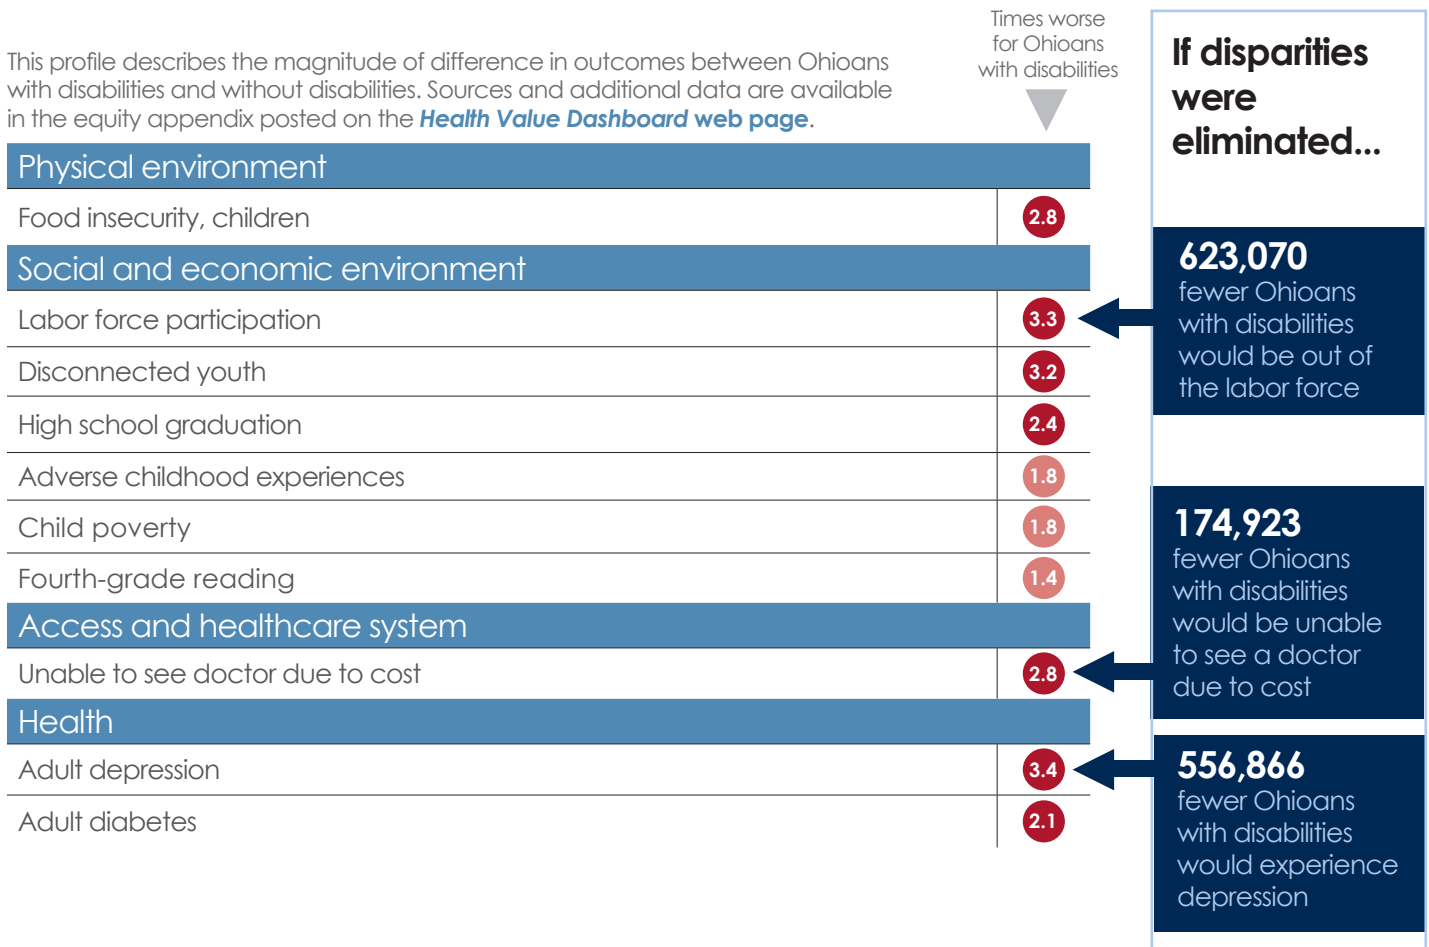 This profile describes the magnitude of difference in outcomes between Ohioans
with disabilities and without disabilities. Sources and additional data are available
in the equity appendix posted on the Health Value Dashboard web page.
Times worse
for Ohioans
with disabilities
Physical environment
Food insecurity, children 2.8
Social and economic environment
Labor force participation 3.3
Disconnected youth 3.2
High school graduation 2.4
Adverse childhood experiences 1.8
Child poverty 1.8
Fourth-grade reading 1.4
Access and healthcare system
Unable to see doctor due to cost 2.8
Health
Adult depression 3.4
Adult diabetes 2.1
If disparities
were
eliminated...
623,070
fewer Ohioans
with disabilities
would be out of
the labor force
174,923
fewer Ohioans
with disabilities
would be unable
to see a doctor
due to cost
556,866
fewer Ohioans
with disabilities
would experience
depression